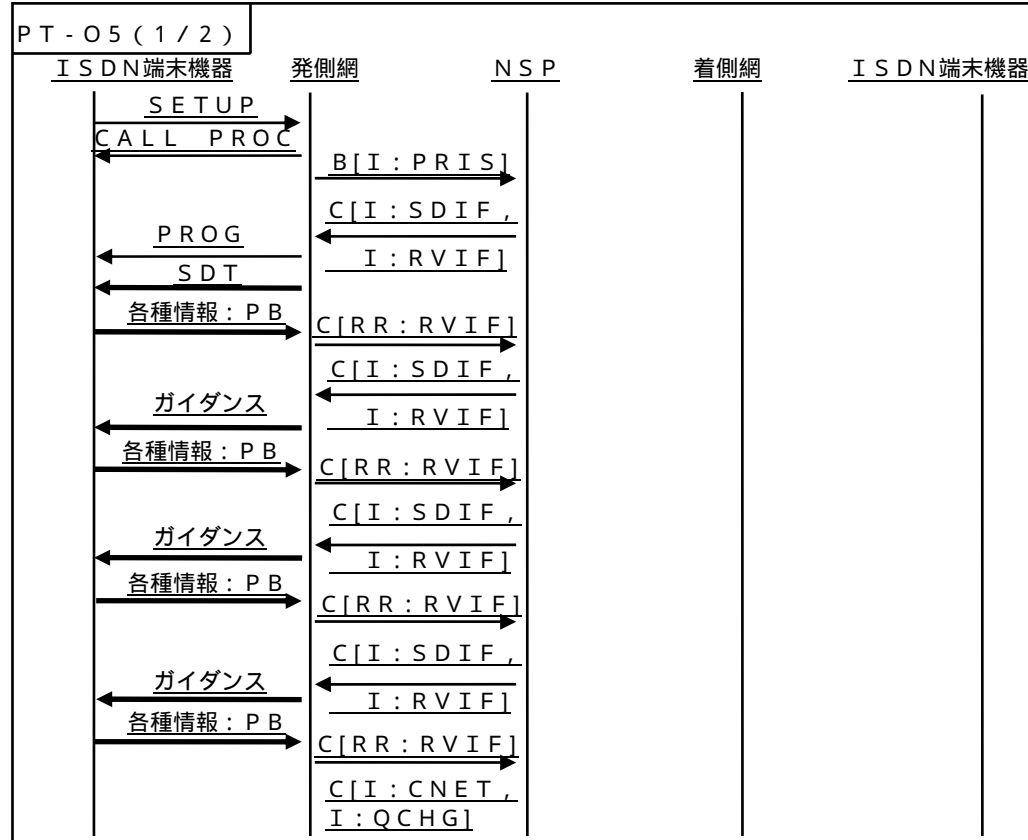 ＰＴ－０５（１／２）
ＩＳＤＮ端末機器 発側網 ＮＳＰ 着側網 ＩＳＤＮ端末機器
ＳＥＴＵＰ
ＣＡＬＬ　ＰＲＯＣ
Ｂ[Ｉ：ＰＲＩＳ]
Ｃ[Ｉ：ＳＤＩＦ，
ＰＲＯＧ
Ｉ：ＲＶＩＦ]
ＳＤＴ
各種情報：ＰＢ
Ｃ[ＲＲ：ＲＶＩＦ]
Ｃ[Ｉ：ＳＤＩＦ，
ガイダンス
Ｉ：ＲＶＩＦ]
各種情報：ＰＢ
Ｃ[ＲＲ：ＲＶＩＦ]
Ｃ[Ｉ：ＳＤＩＦ，
ガイダンス
Ｉ：ＲＶＩＦ]
各種情報：ＰＢ
Ｃ[ＲＲ：ＲＶＩＦ]
Ｃ[Ｉ：ＳＤＩＦ，
ガイダンス
Ｉ：ＲＶＩＦ]
各種情報：ＰＢ
Ｃ[ＲＲ：ＲＶＩＦ]
Ｃ[Ｉ：ＣＮＥＴ，
Ｉ：ＱＣＨＧ]